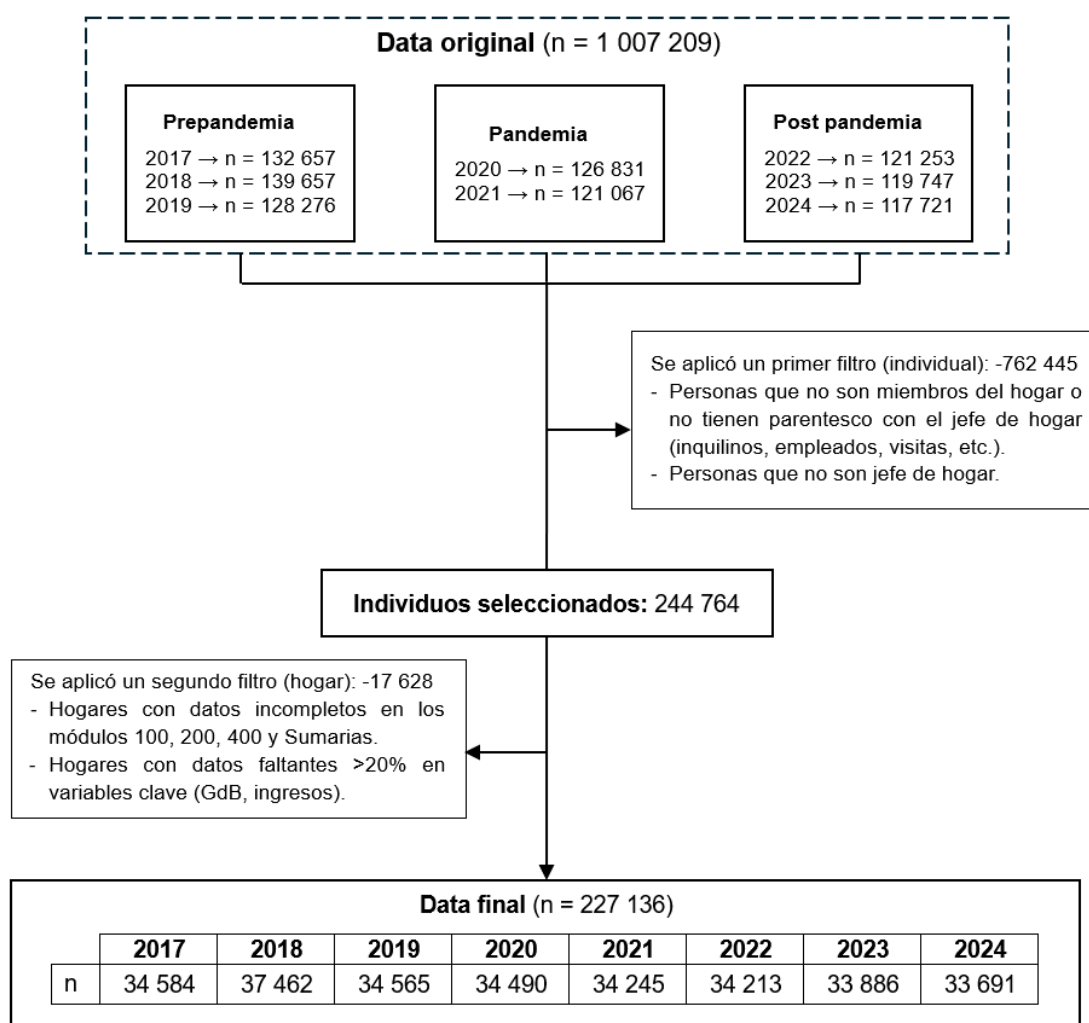 Data original (n = 1 007 209)
Prepandemia
2017 → n = 132 657
2018 → n = 139 657
2019 → n = 128 276
Pandemia
2020 → n = 126 831
2021 → n = 121 067
Post pandemia
2022 → n = 121 253
2023 → n = 119 747
2024 → n = 117 721
Se aplicó un primer filtro (individual): -762 445
- Personas que no son miembros del hogar o
no tienen parentesco con el jefe de hogar
(inquilinos, empleados, visitas, etc.).
- Personas que no son jefe de hogar.
Individuos seleccionados: 244 764
Se aplicó un segundo filtro (hogar): -17 628
- Hogares con datos incompletos en los
módulos 100, 200, 400 y Sumarias.
- Hogares con datos faltantes >20% en
variables clave (GdB, ingresos).
Data final (n = 227 136)
2017 2018 2019 2020 2021 2022 2023 2024
n 34 584 37 462 34 565 34 490 34 245 34 213 33 886 33 691